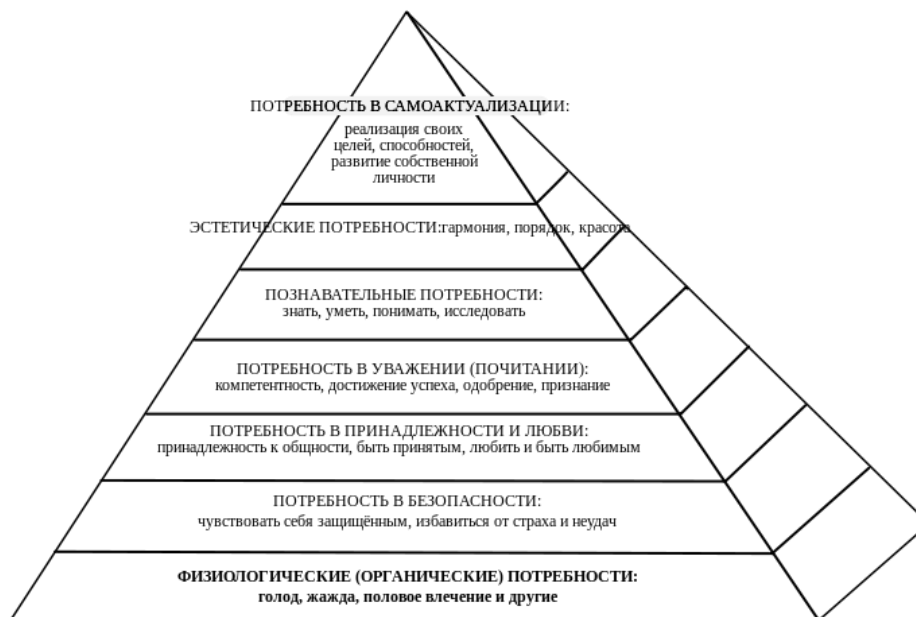 ПОТРЕБНОСТЬ В САМОАКТУАЛИЗАЦИИ:
реализация своих
целей, способностей,
развитие собственной
личности
ЭСТЕТИЧЕСКИЕ ПОТРЕБНОСТИ:гармония, порядок, красота
ПОЗНАВАТЕЛЬНЫЕ ПОТРЕБНОСТИ:
знать, уметь, понимать, исследовать
ПОТРЕБНОСТЬ В УВАЖЕНИИ (ПОЧИТАНИИ):
компетентность, достижение успеха, одобрение, признание
ПОТРЕБНОСТЬ В ПРИНАДЛЕЖНОСТИ И ЛЮБВИ:
принадлежность к общности, быть принятым, любить и быть любимым
ПОТРЕБНОСТЬ В БЕЗОПАСНОСТИ:
чувствовать себя защищённым, избавиться от страха и неудач
ФИЗИОЛОГИЧЕСКИЕ (ОРГАНИЧЕСКИЕ) ПОТРЕБНОСТИ:
голод, жажда, половое влечение и другие